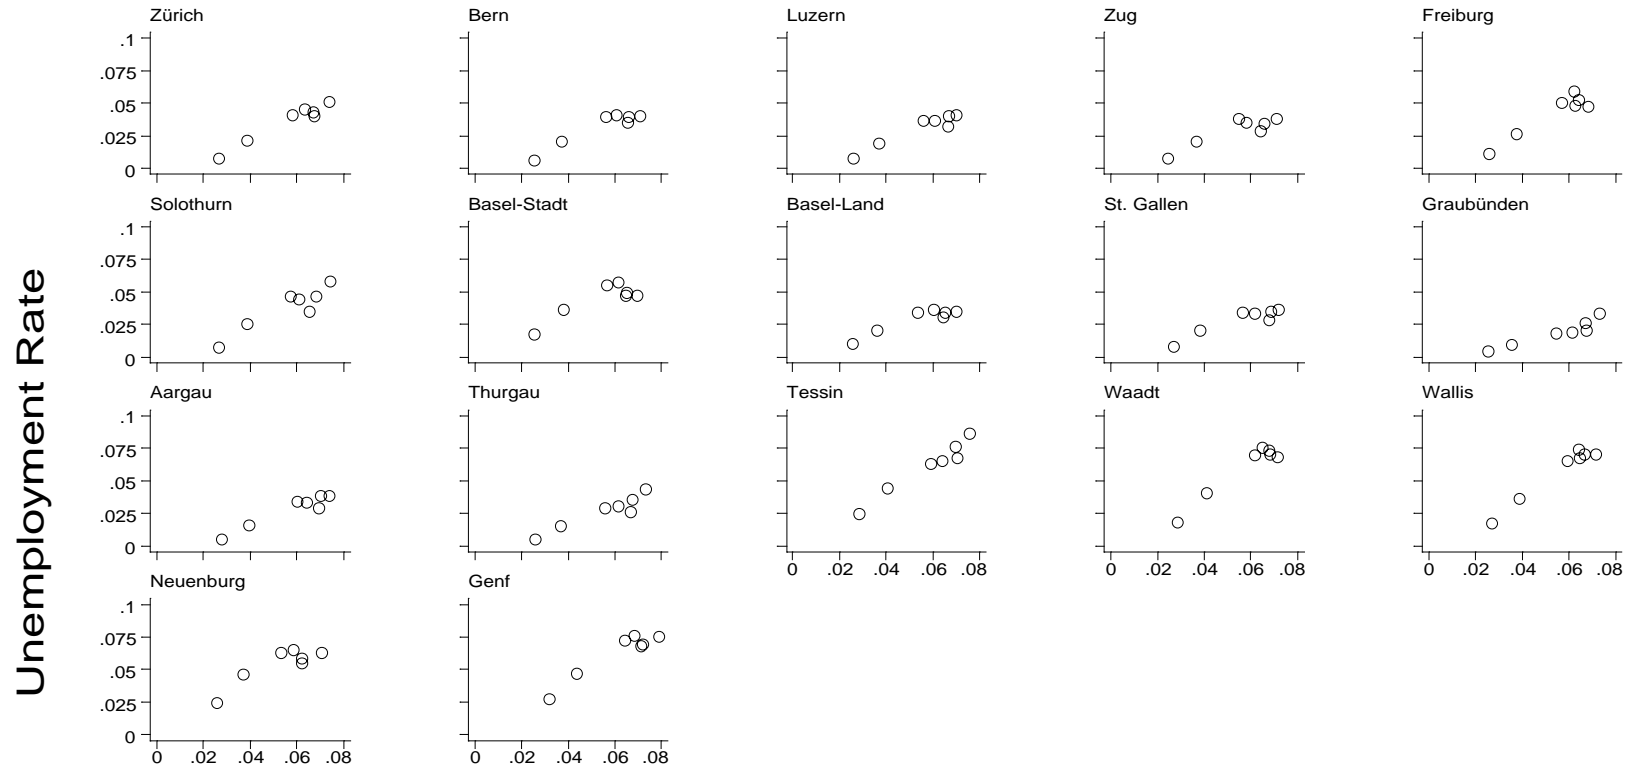 Zürich Bern Luzern Zug Freiburg
.1
.075
.05
.025
0
Solothurn Basel-Stadt Basel-Land St. Gallen Graubünden
.1
.075
.05
.025
0
Aargau Thurgau Tessin Waadt Wallis
.1
.075
.05
.025
0
0 .02 .04 .06 .08 0 .02 .04 .06 .08 0 .02 .04 .06 .08
Neuenburg Genf
.1
.075
.05
.025
0
0 .02 .04 .06 .08 0 .02 .04 .06 .08
Unemployment Rate